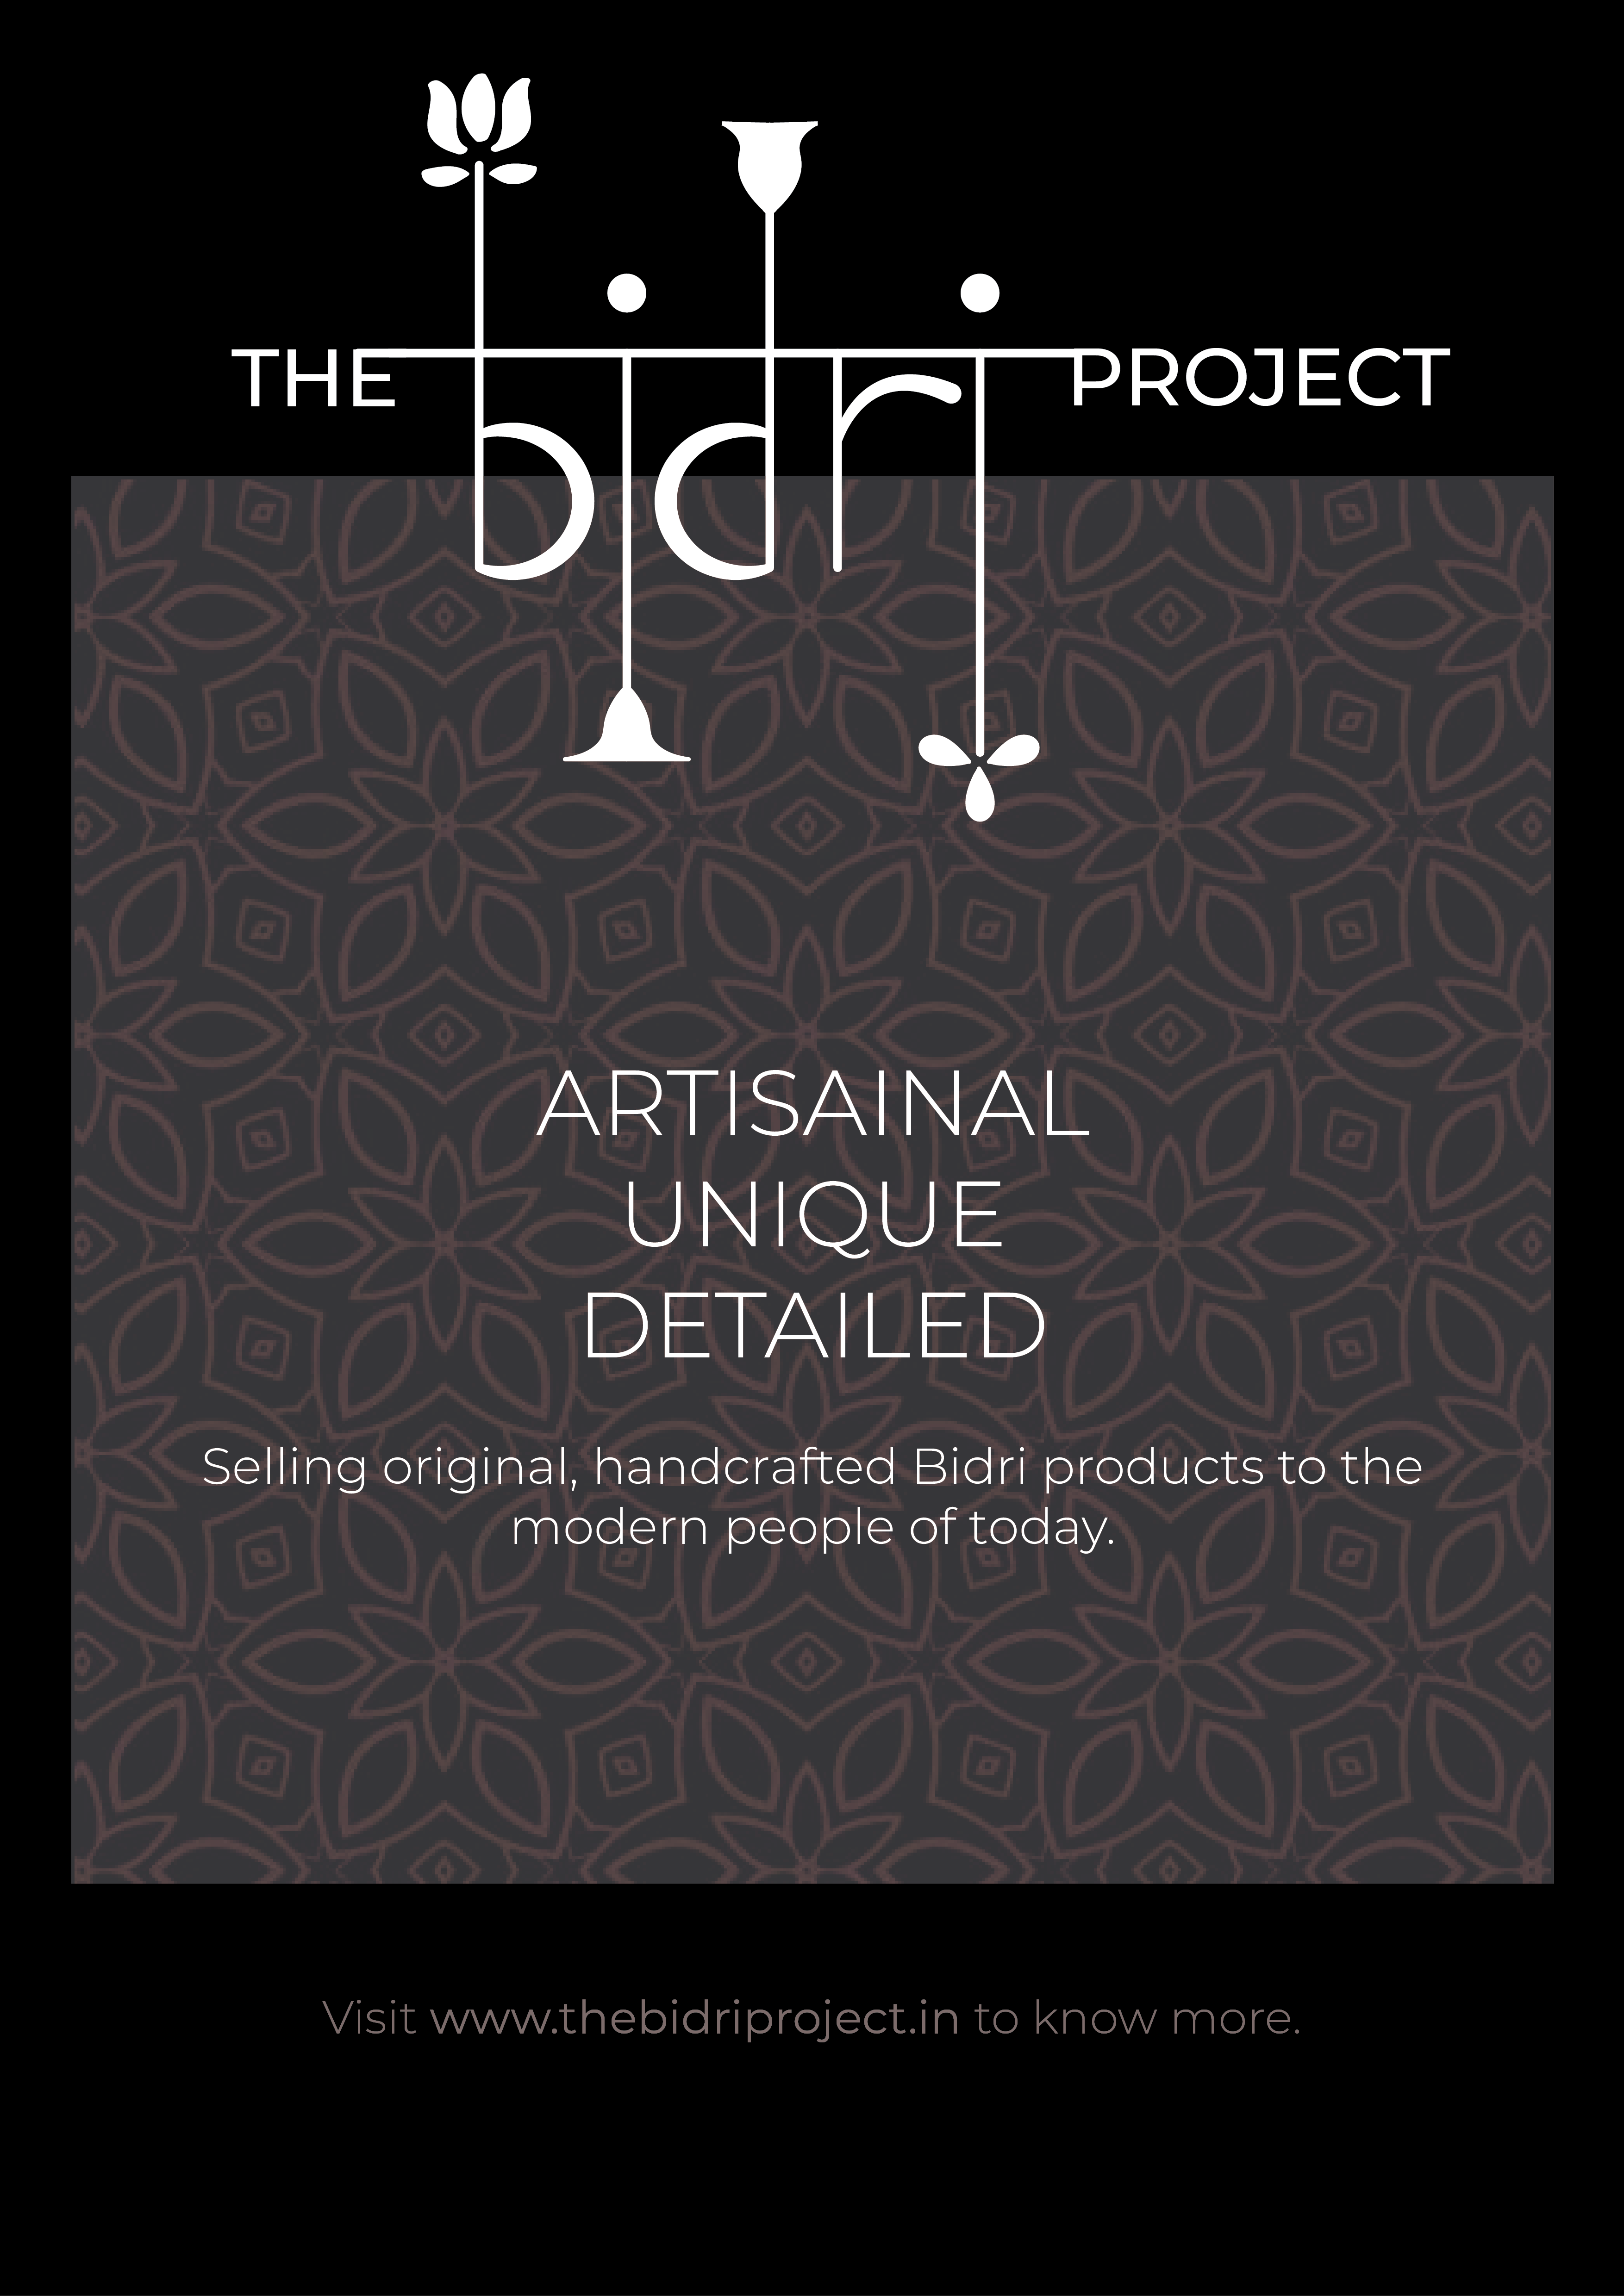 THE bidri PROJECT
ARTISAINAL
UNIQUE
DETAILED
Selling original, handcrafted Bidri products to the
modern people of today.
Visit www.thebidriproject.in to know more.